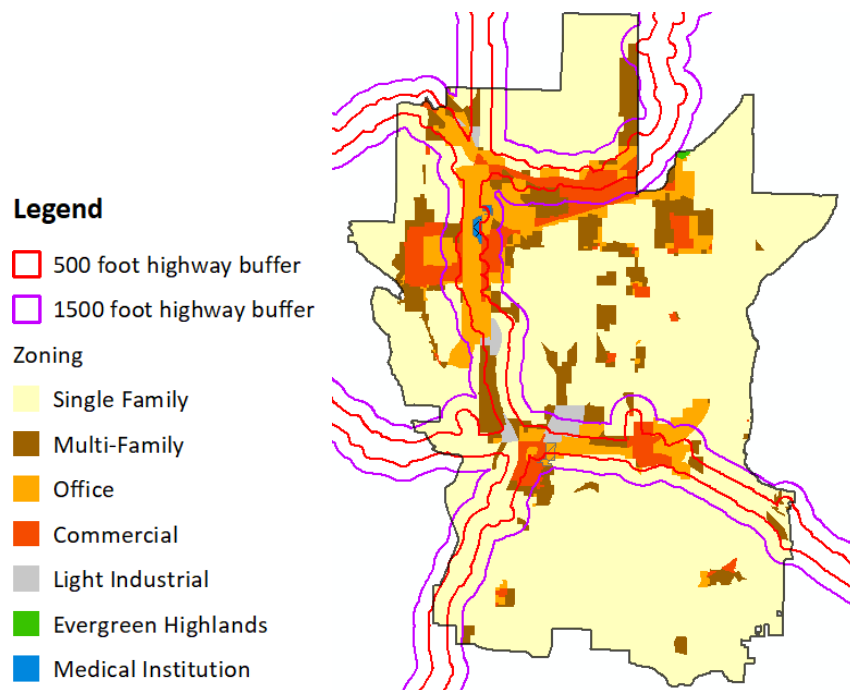 Legend
500 foot highway buffer
1500 foot highway buffer
Zoning
Single Family
Multi-Family
Office
Commercial
Light Industrial
Evergreen Highlands
Medical Institution